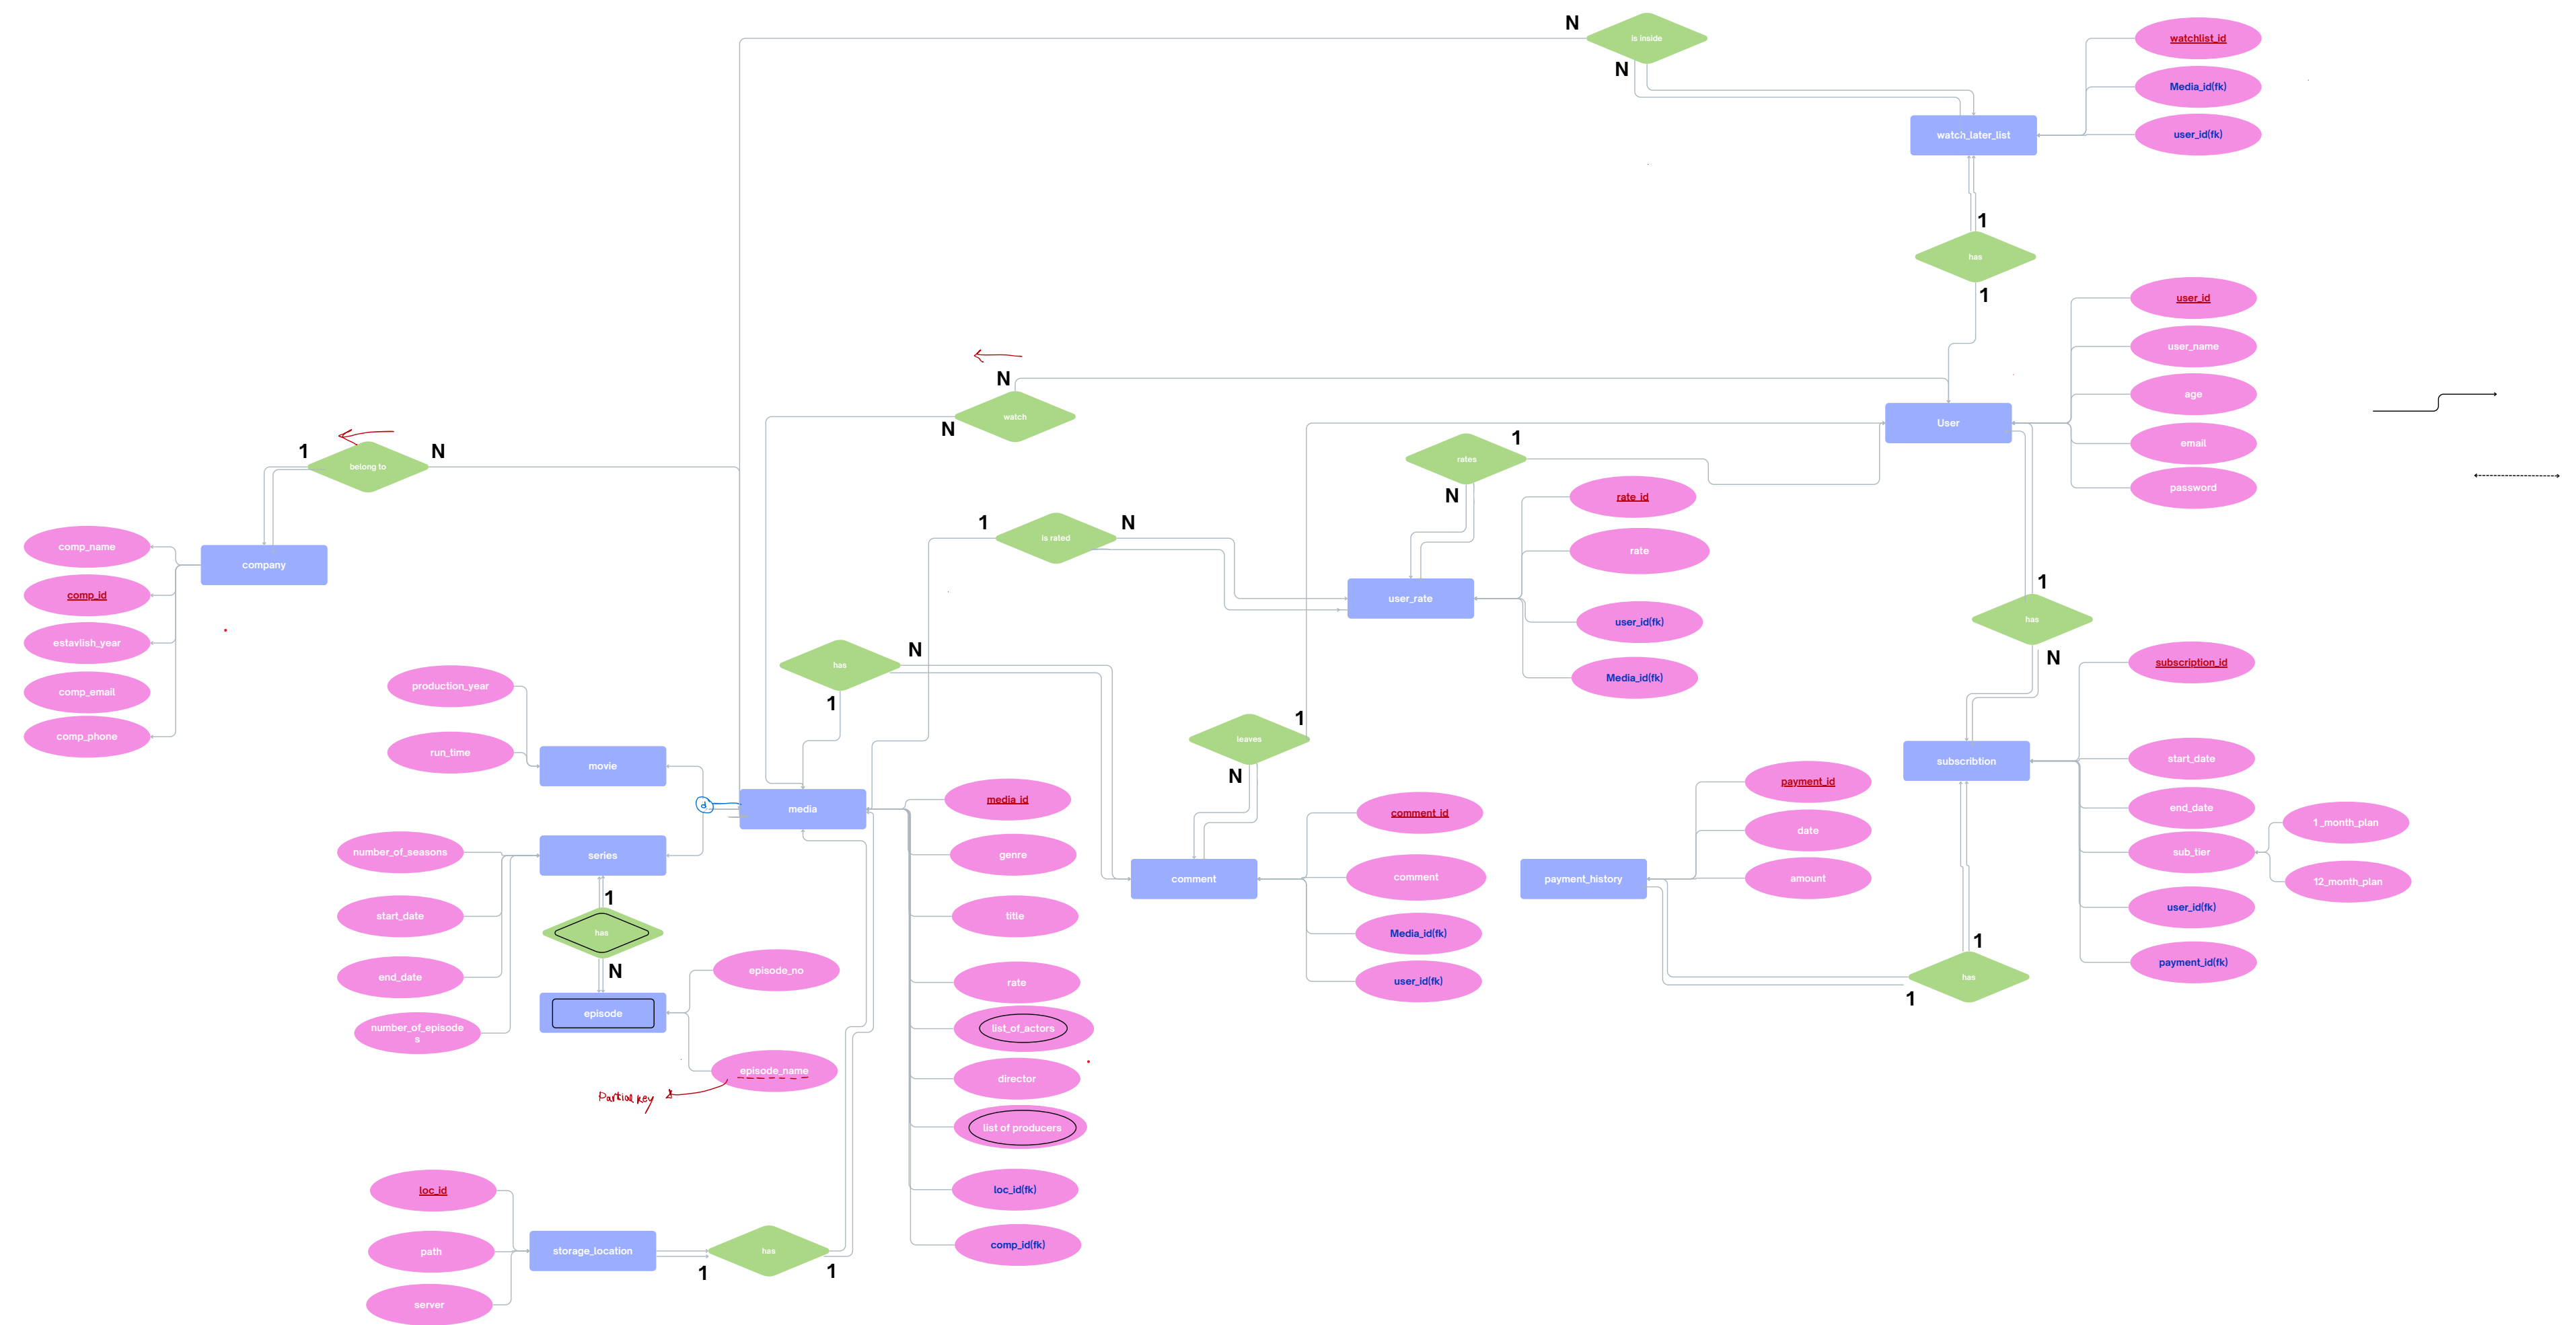 N
is inside
N
watchlist_id
Media_id(fk)
user_id(fk)
watch_later_list
1
has
1
user_id
user_name
age
email
password
User
N
watch
N
1
belong to
N
company
comp_name
comp_id
estavlish_year
comp_email
comp_phone
1
rates
N
rate_id
rate
user_id(fk)
Media_id(fk)
user_rate
1
is rated
N
has
N
1
leaves
1
N
1
has
N
subscription_id
start_date
end_date
sub_tier
user_id(fk)
payment_id(fk)
1_month_plan
12_month_plan
subscribtion
1
has
1
payment_id
date
amount
payment_history
comment_id
comment
Media_id(fk)
user_id(fk)
comment
production_year
run_time
movie
d
media
media_id
genre
title
rate
list_of_actors
director
list of producers
loc_id(fk)
comp_id(fk)
number_of_seasons
start_date
end_date
number_of_episode
s
series
1
has
N
episode
episode_no
episode_name
Partial key
loc_id
path
server
storage_location
1
has
1